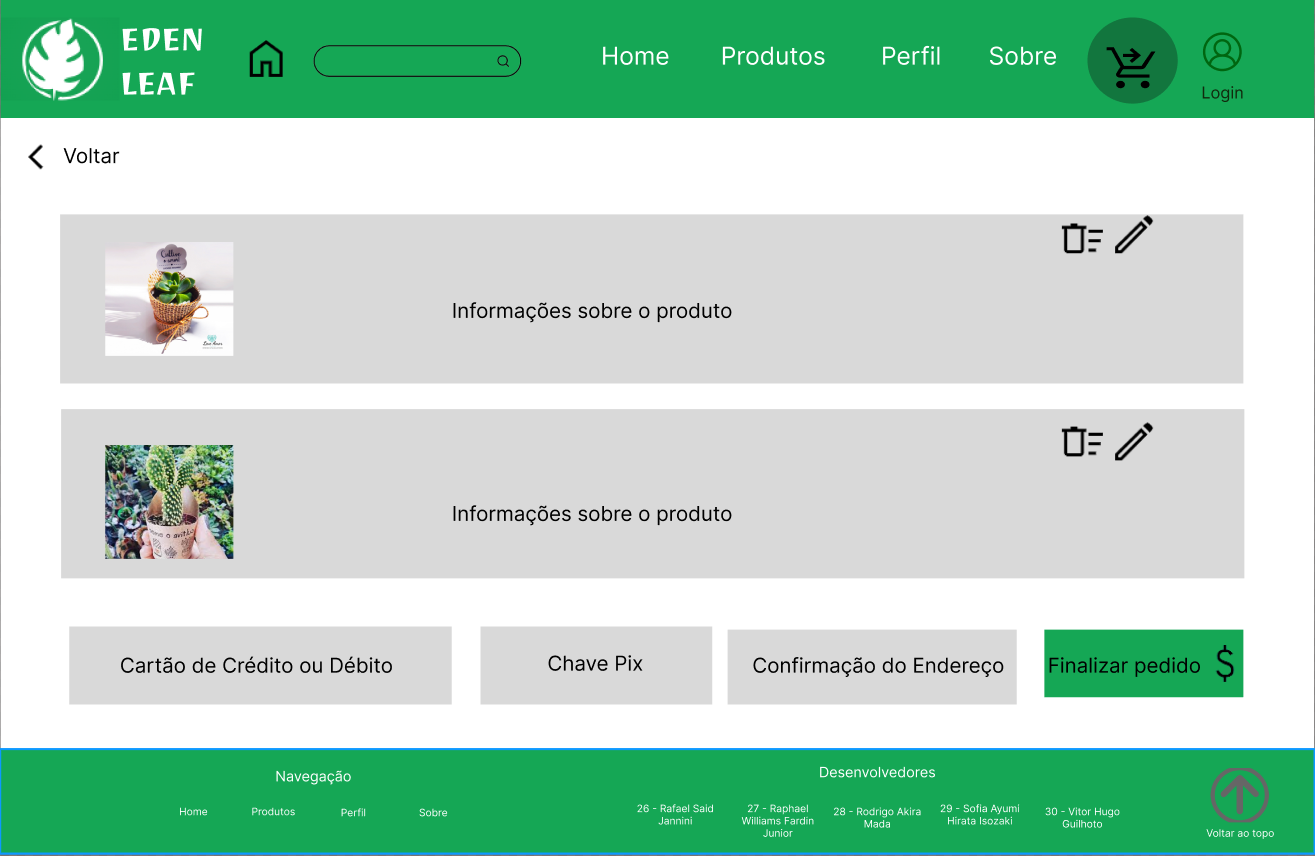 EDEN
LEAF
Home
Produtos
Perfil
Sobre
Login
Voltar
Cultive
Informações sobre o produto
Informações sobre o produto
Cartão de Crédito ou Débito
Chave Pix
Confirmação do Endereço
Finalizar pedido $
Navegação
Home
Produtos
Perfil
Sobre
Desenvolvedores
26 - Rafael Said
Jannini
27 - Raphael
Williams Fardin
Junior
28 - Rodrigo Akira
Mada
29 - Sofia Ayumi
Hirata Isozaki
30 - Vitor Hugo
Guilhoto
Voltar ao topo